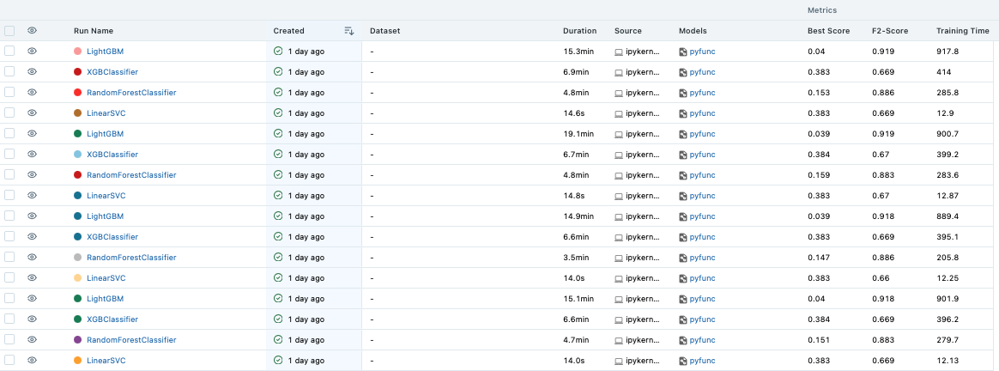 Metrics
Run Name Created Dataset Duration Source Models Best Score F2-Score Training Time
LightGBM 1 day ago - 15.3min ipykern... pyfunc 0.04 0.919 917.8
XGBClassifier 1 day ago - 6.9min ipykern... pyfunc 0.383 0.669 414
RandomForestClassifier 1 day ago - 4.8min ipykern... pyfunc 0.153 0.886 285.8
LinearSVC 1 day ago - 14.6s ipykern... pyfunc 0.383 0.669 12.9
LightGBM 1 day ago - 19.1min ipykern... pyfunc 0.039 0.919 900.7
XGBClassifier 1 day ago - 6.7min ipykern... pyfunc 0.384 0.67 399.2
RandomForestClassifier 1 day ago - 4.8min ipykern... pyfunc 0.159 0.883 283.6
LinearSVC 1 day ago - 14.8s ipykern... pyfunc 0.383 0.67 12.87
LightGBM 1 day ago - 14.9min ipykern... pyfunc 0.039 0.918 889.4
XGBClassifier 1 day ago - 6.6min ipykern... pyfunc 0.383 0.669 395.1
RandomForestClassifier 1 day ago - 3.5min ipykern... pyfunc 0.147 0.886 205.8
LinearSVC 1 day ago - 14.0s ipykern... pyfunc 0.383 0.66 12.25
LightGBM 1 day ago - 15.1min ipykern... pyfunc 0.04 0.918 901.9
XGBClassifier 1 day ago - 6.6min ipykern... pyfunc 0.384 0.669 396.2
RandomForestClassifier 1 day ago - 4.7min ipykern... pyfunc 0.151 0.883 279.7
LinearSVC 1 day ago - 14.0s ipykern... pyfunc 0.383 0.669 12.13